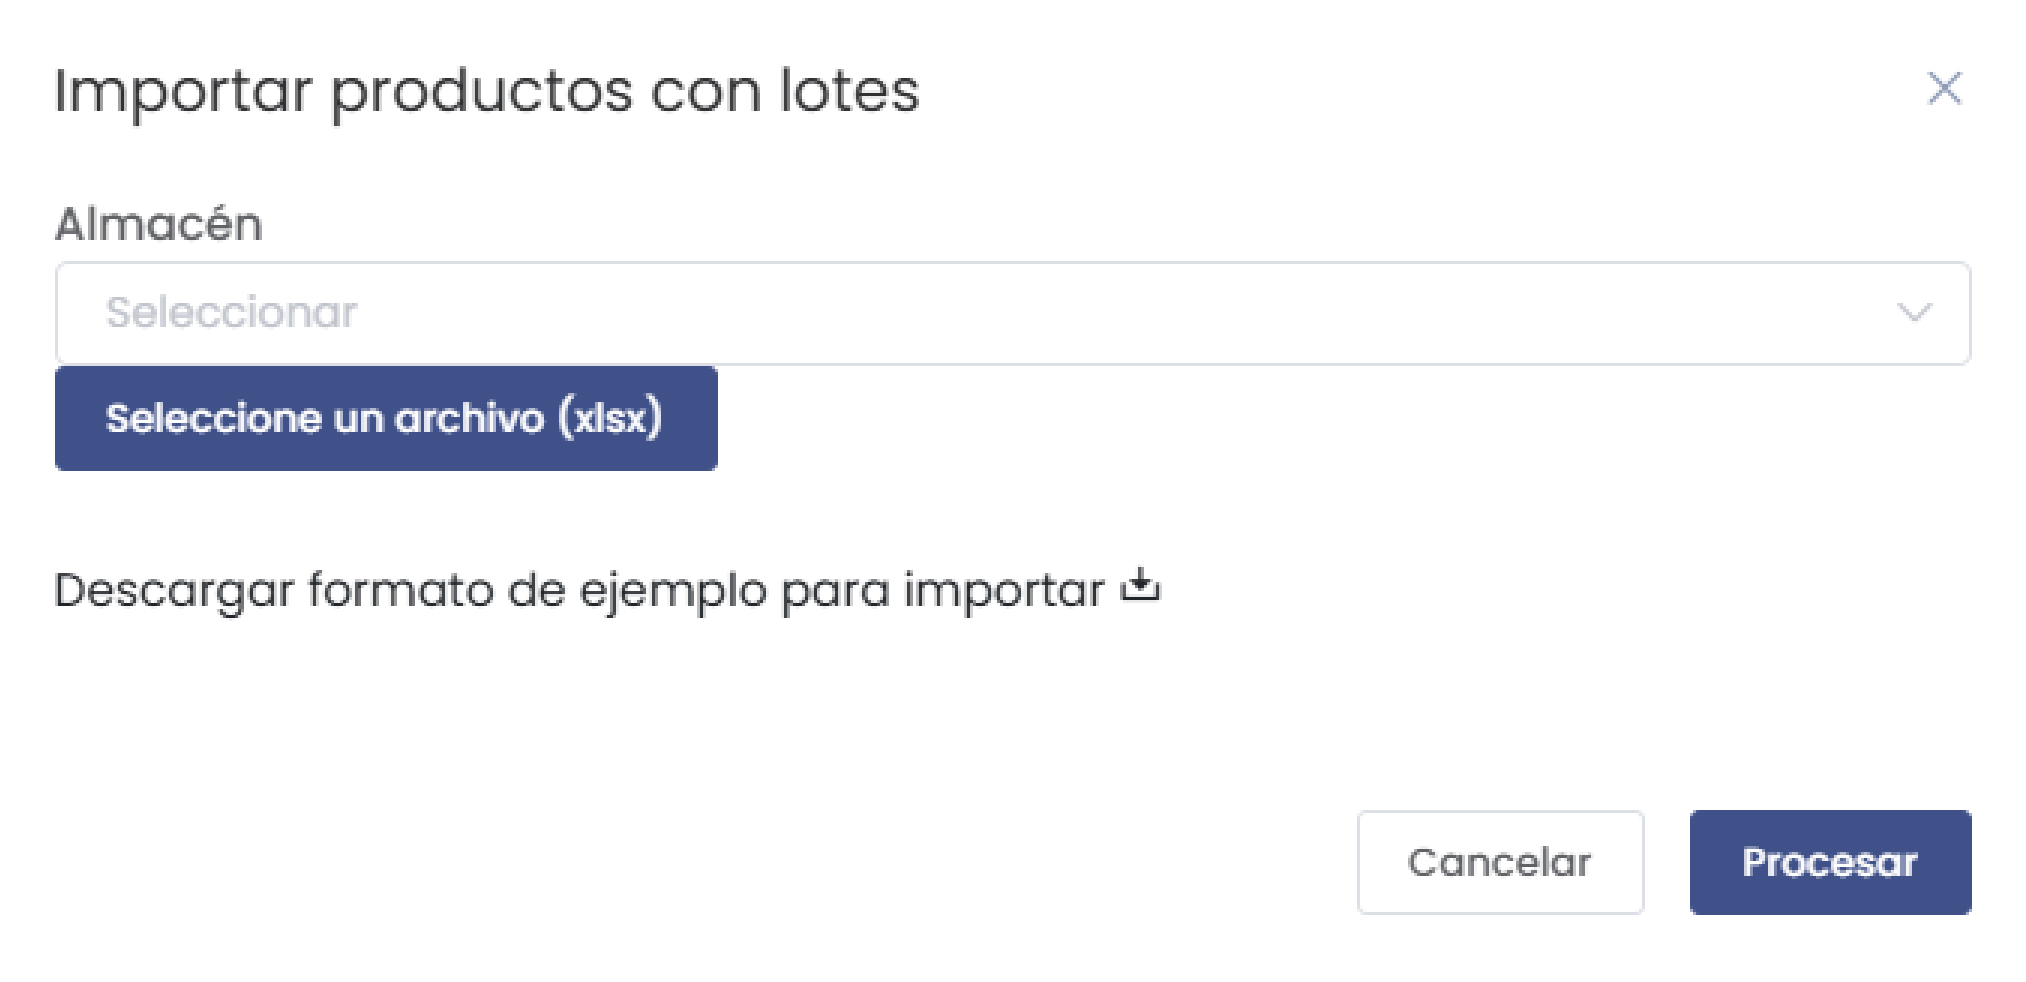 Importar productos con lotes
Almacén
Seleccionar
Seleccione un archivo (xlsx)
Descargar formato de ejemplo para importar
Cancelar
Procesar